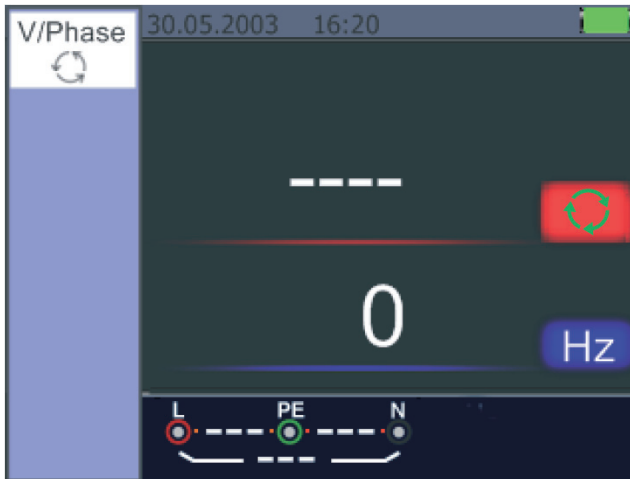 V/Phase
30.05.2003 16:20
----
0
Hz
L PE N
--- ---
---